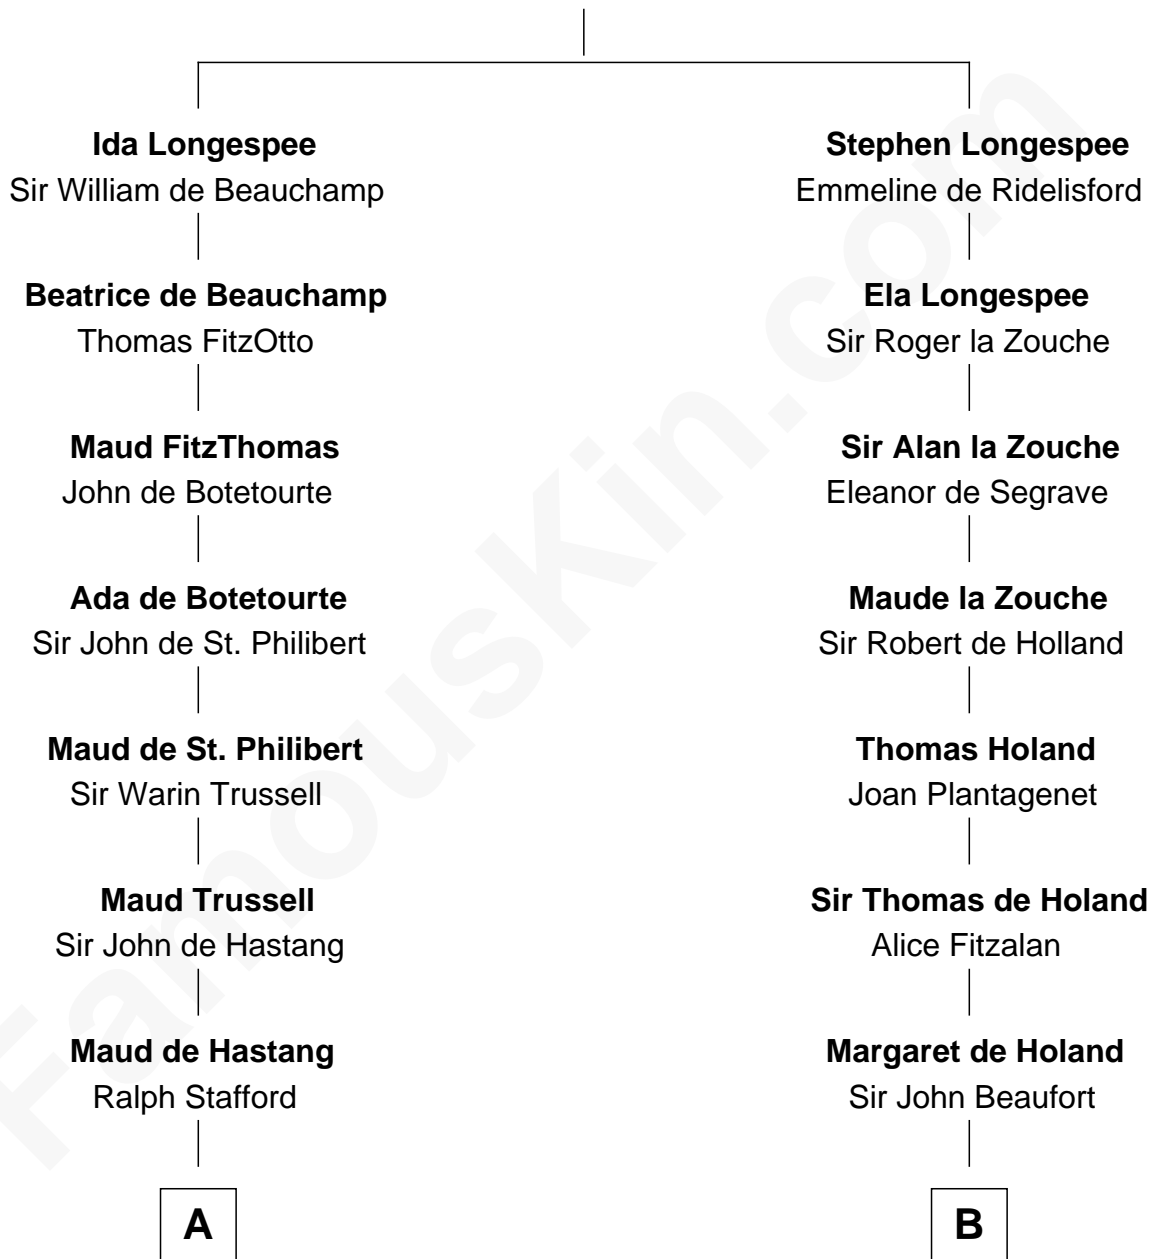 Ida Longespee
Sir William de Beauchamp
Beatrice de Beauchamp
Thomas FitzOtto
Maud FitzThomas
John de Botetourte
Ada de Botetourte
Sir John de St. Philibert
Maud de St. Philibert
Sir Warin Trussell
Maud Trussell
Sir John de Hastang
Maud de Hastang
Ralph Stafford
A
Stephen Longespee
Emmeline de Ridelisford
Ela Longespee
Sir Roger la Zouche
Sir Alan la Zouche
Eleanor de Segrave
Maude la Zouche
Sir Robert de Holland
Thomas Holand
Joan Plantagenet
Sir Thomas de Holand
Alice Fitzalan
Margaret de Holand
Sir John Beaufort
B
FamousKin.com